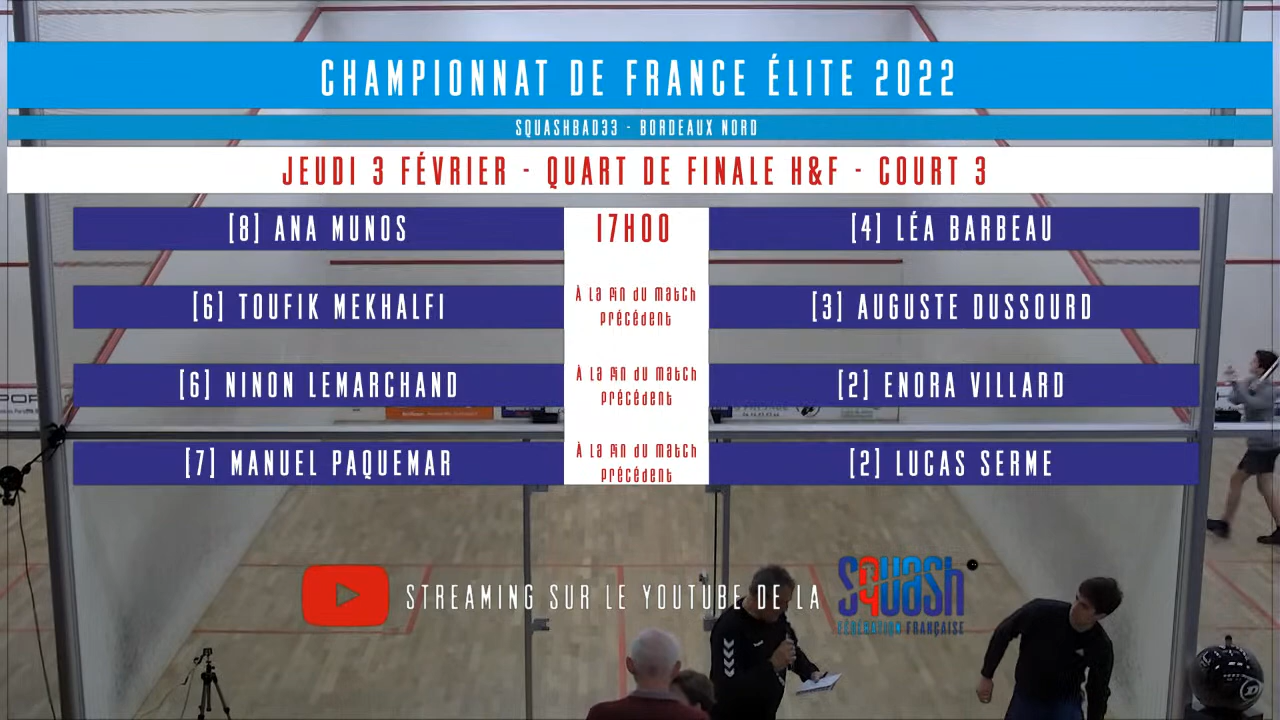 CHAMPIONNAT DE FRANCE ÉLITE 2022
SQUASHBAD33 - BORDEAUX NORD
JEUDI 3 FÉVRIER - QUART DE FINALE H&F - COURT 3
[8] ANA MUNOS 17H00 [4] LÉA BARBEAU
[6] TOUFIK MEKHALFI À la fin du match précédent [3] AUGUSTE DUSSOURD
[6] NINON LEMARCHAND À la fin du match précédent [2] ENORA VILLARD
[7] MANUEL PAQUEMAR À la fin du match précédent [2] LUCAS SERME
STREAMING SUR LE YOUTUBE DE LA
SQUASH
FÉDÉRATION FRANÇAISE